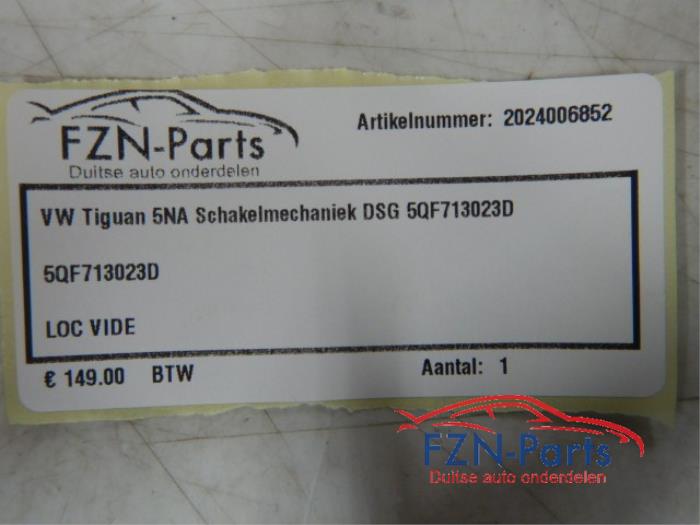 FZN-Parts
Duitse auto onderdelen
Artikelnummer: 2024006852
VW Tiguan 5NA Schakelmechaniek DSG 5QF713023D
5QF713023D
LOC VIDE
€ 149.00 BTW Aantal: 1
FZN-Parts
Duitse auto onderdelen